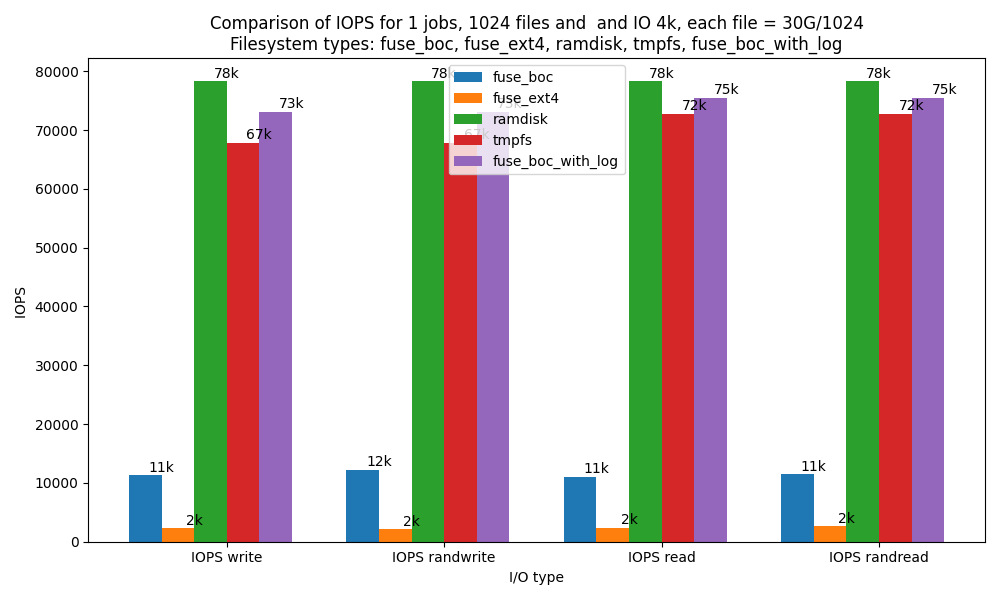 Comparison of IOPS for 1 jobs, 1024 files and  and IO 4k, each file = 30G/1024
Filesystem types: fuse_boc, fuse_ext4, ramdisk, tmpfs, fuse_boc_with_log
IOPS
80000
70000
60000
50000
40000
30000
20000
10000
0
fuse_boc
fuse_ext4
ramdisk
tmpfs
fuse_boc_with_log
11k
2k
78k
67k
73k
12k
2k
78k
67k
73k
11k
2k
78k
72k
75k
11k
2k
78k
72k
75k
IOPS write
IOPS randwrite
IOPS read
IOPS randread
I/O type